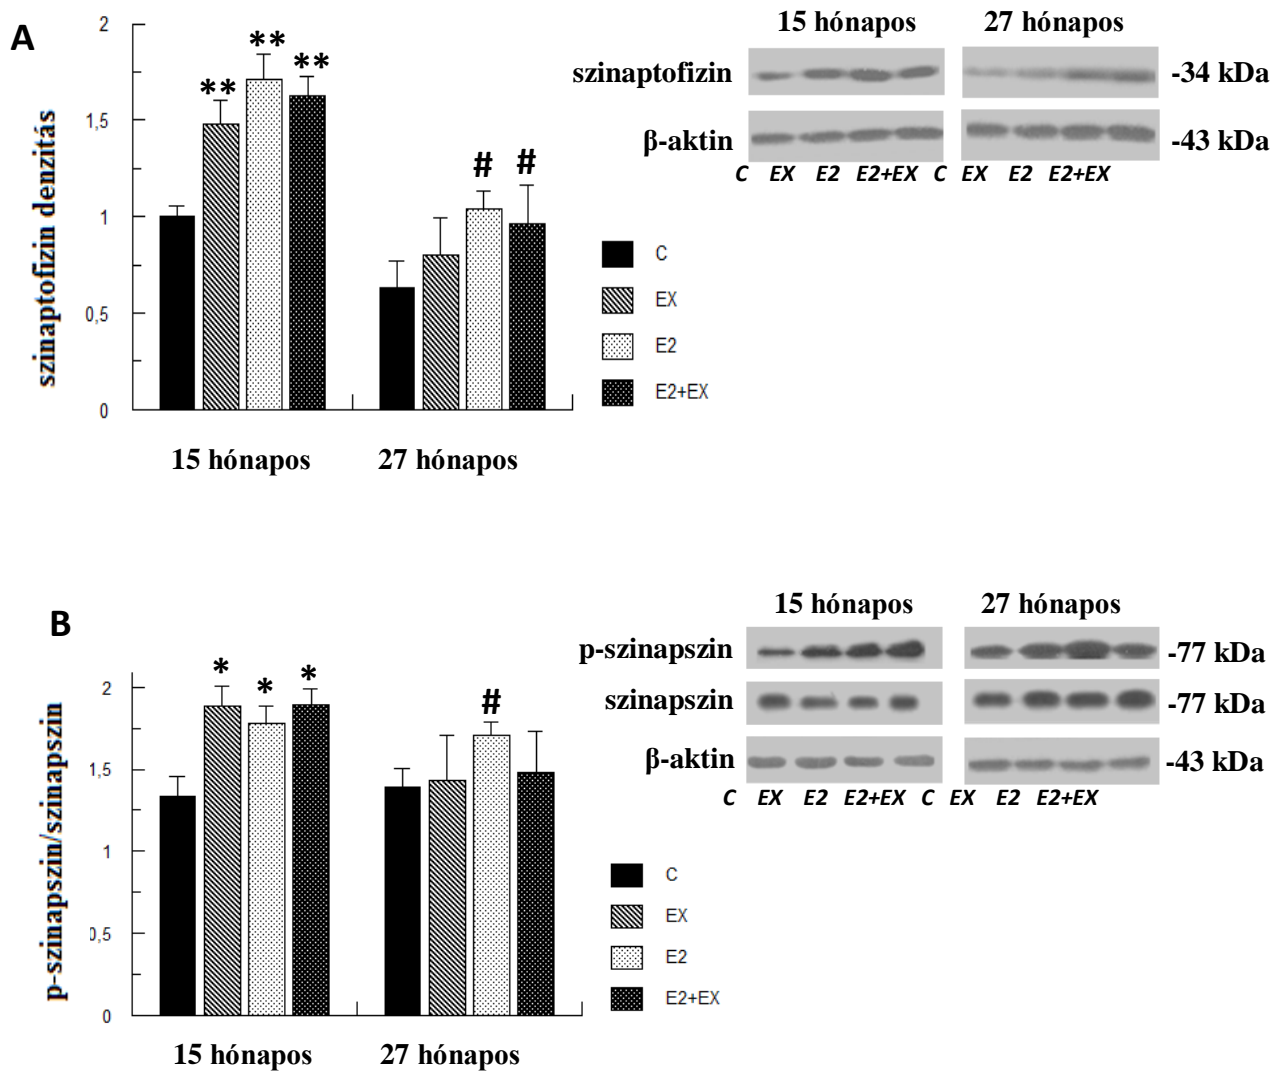 A
szinaptofizin denzitás
2
1,5
1
0,5
0
**
**
**
#
#
15 hónapos
27 hónapos
15 hónapos
27 hónapos
szinaptofizin
-34 kDa
β-aktin
-43 kDa
C EX E2 E2+EX C EX E2 E2+EX
C
EX
E2
E2+EX
B
p-szinapszin/szinapszin
2
1,5
1
0,5
0
*
*
*
#
15 hónapos
27 hónapos
15 hónapos
27 hónapos
p-szinapszin
-77 kDa
szinapszin
-77 kDa
β-aktin
-43 kDa
C EX E2 E2+EX C EX E2 E2+EX
C
EX
E2
E2+EX